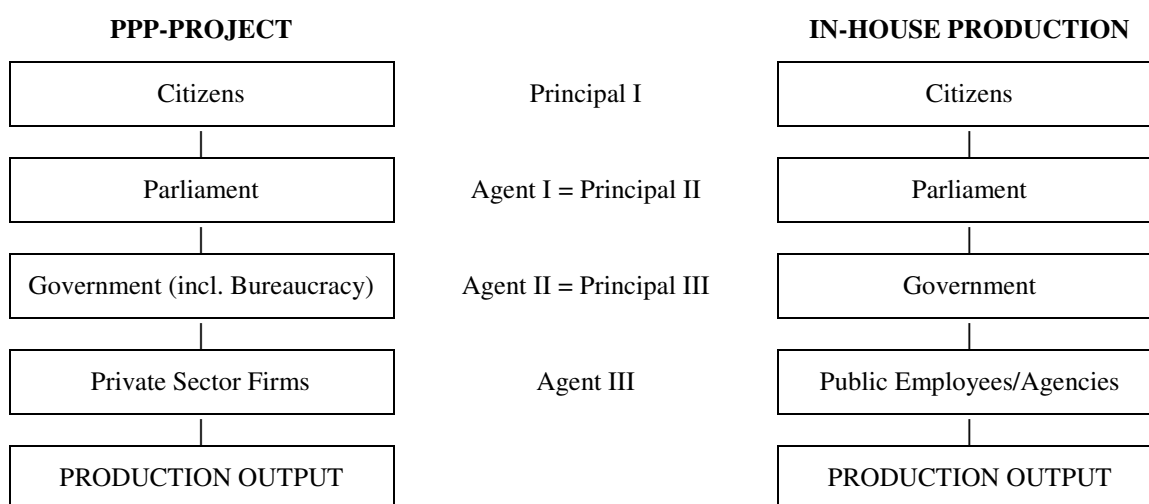 PPP-PROJECT IN-HOUSE PRODUCTION
Citizens Principal I Citizens
Parliament Agent I = Principal II Parliament
Government (incl. Bureaucracy) Agent II = Principal III Government
Private Sector Firms Agent III Public Employees/Agencies
PRODUCTION OUTPUT PRODUCTION OUTPUT